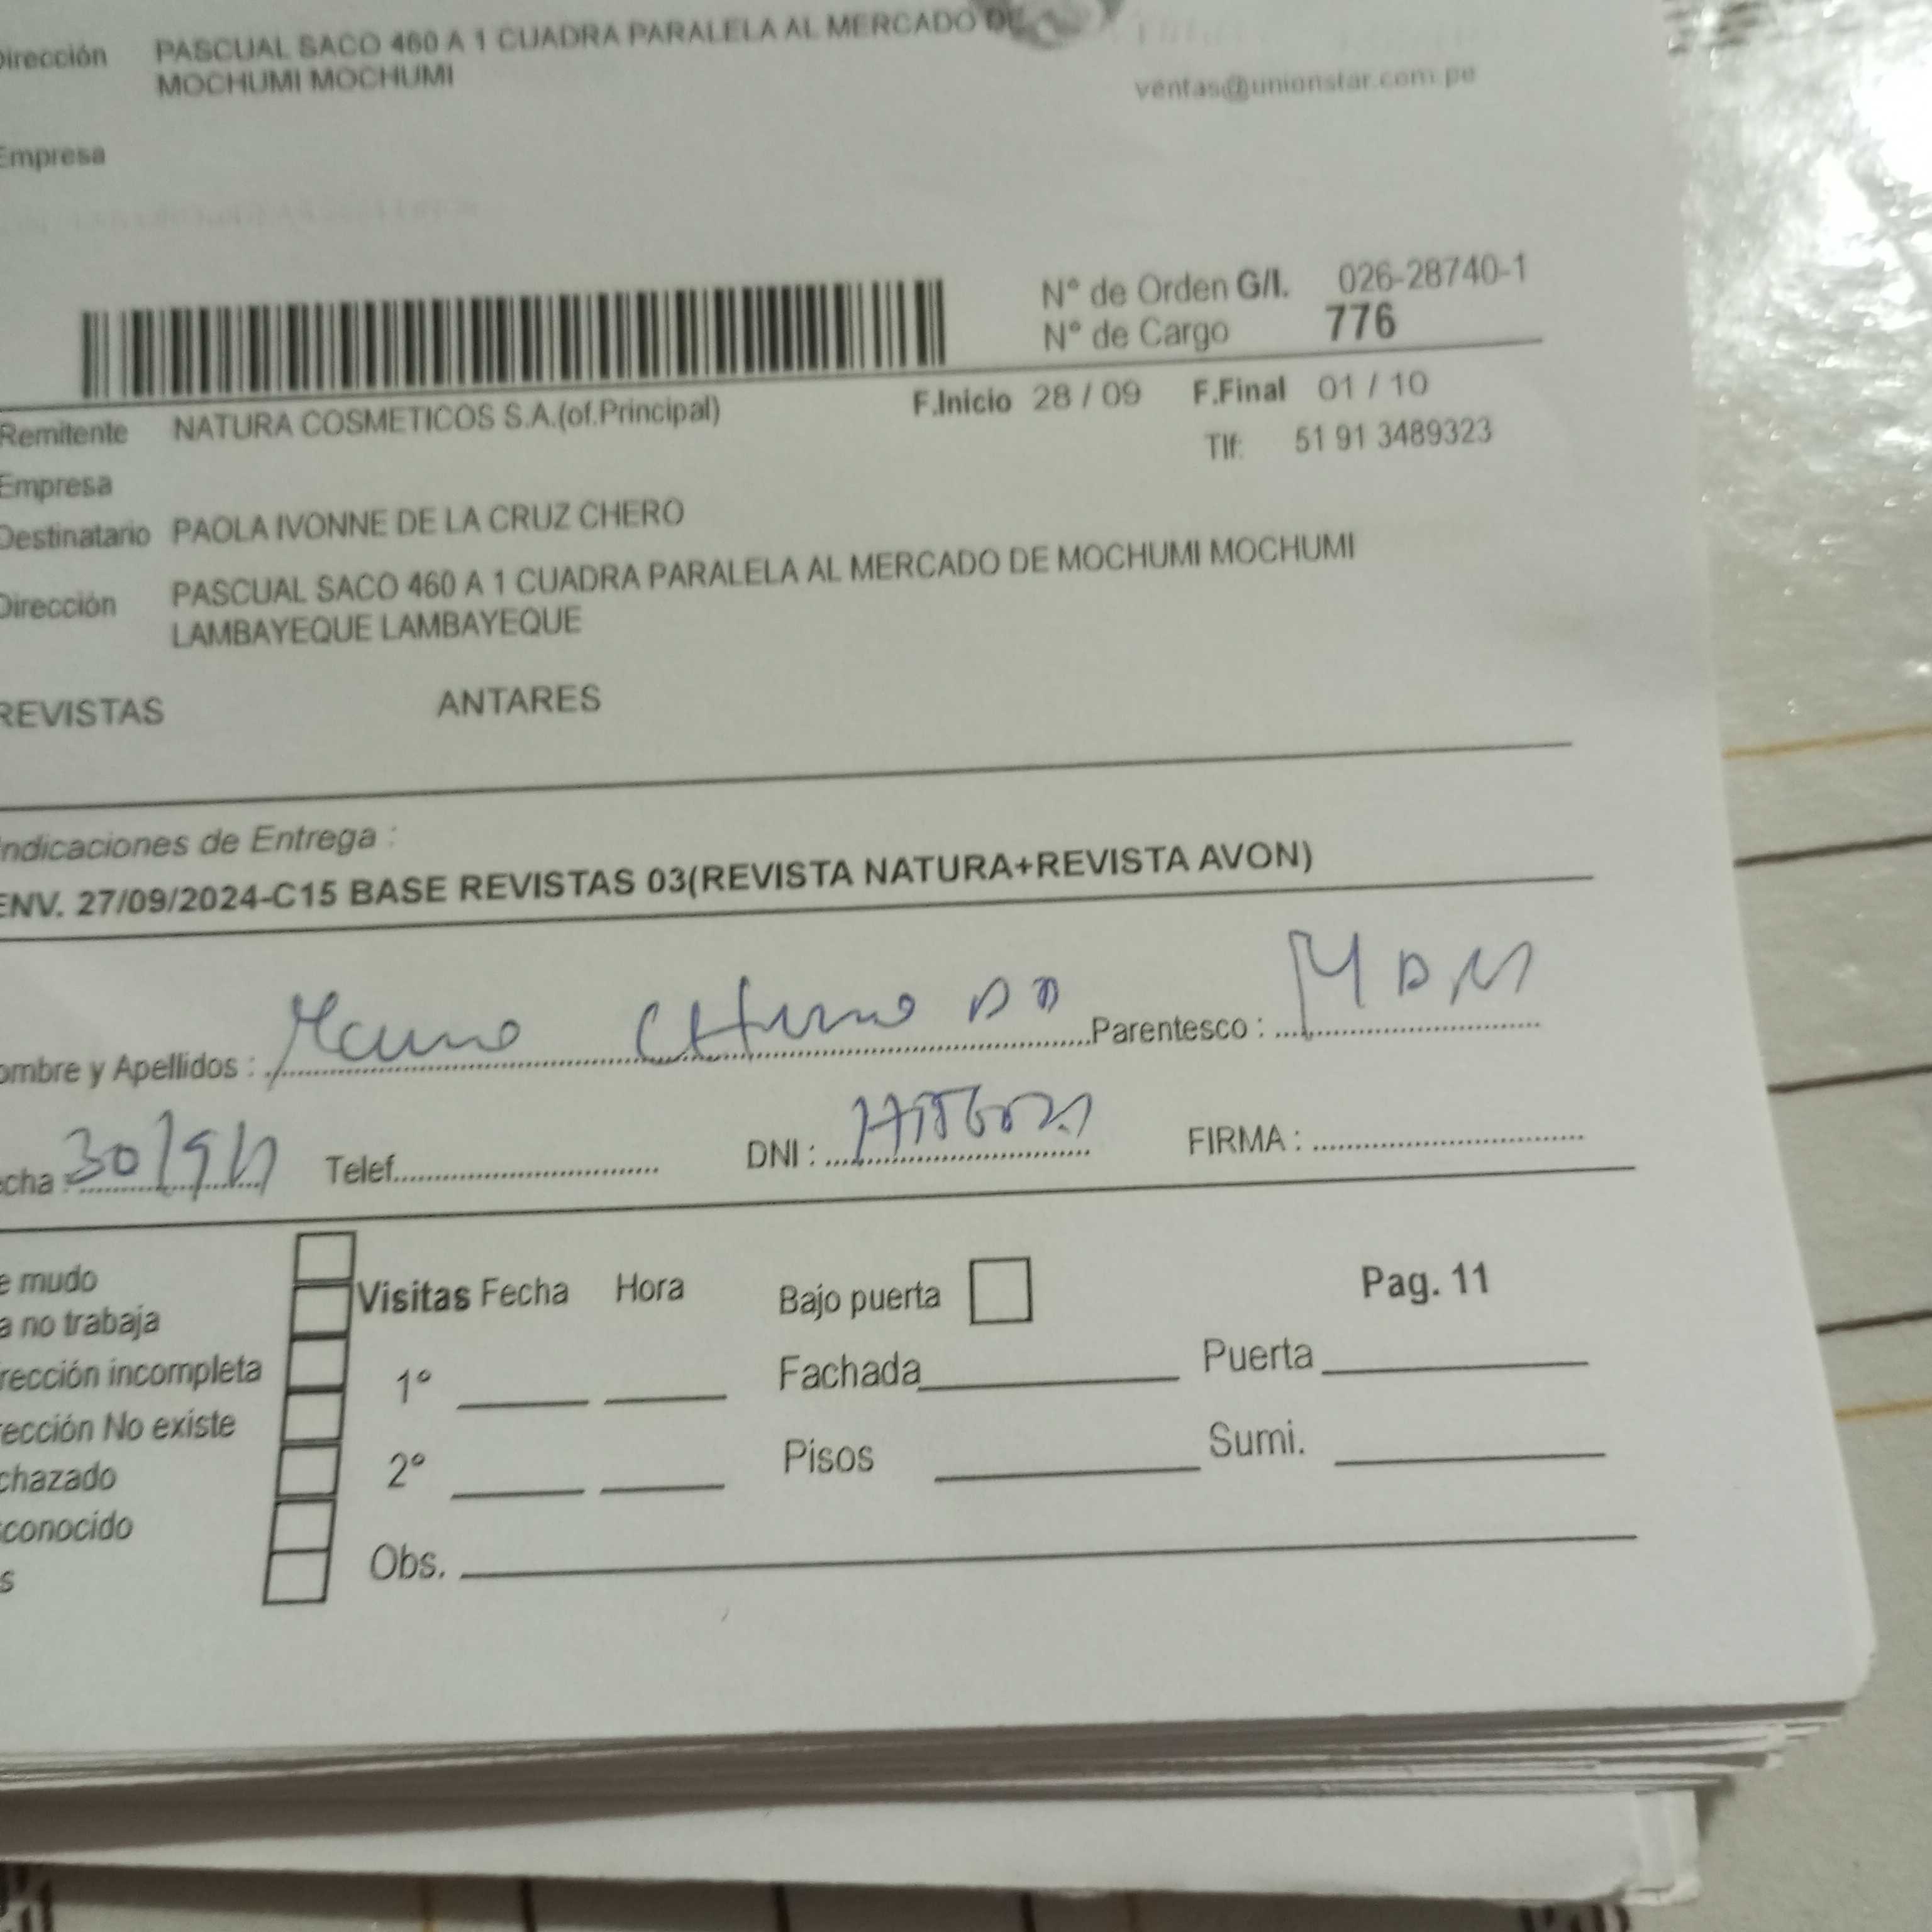 Dirección PASCUAL SACO 460 A 1 CUADRA PARALELA AL MERCADO DE
MOCHUMI MOCHUMI
ventas@unionstar.com.pe
Empresa
N° de Orden G/I. 026-28740-1
N° de Cargo 776
Remitente NATURA COSMETICOS S.A.(of.Principal) F.Inicio 28 / 09 F.Final 01 / 10
Tlf: 51 91 3489323
Empresa
Destinatario PAOLA IVONNE DE LA CRUZ CHERO
Dirección PASCUAL SACO 460 A 1 CUADRA PARALELA AL MERCADO DE MOCHUMI MOCHUMI
LAMBAYEQUE LAMBAYEQUE
REVISTAS ANTARES
Indicaciones de Entrega :
ENV. 27/09/2024-C15 BASE REVISTAS 03(REVISTA NATURA+REVISTA AVON)
ombre y Apellidos : Parentesco :
cha : 30/9/ Telef. DNI : FIRMA :
e mudo
a no trabaja
rección incompleta
rección No existe
chazado
sconocido
s
Visitas Fecha Hora Bajo puerta Pag. 11
1° Fachada Puerta
2° Pisos Sumi.
Obs.